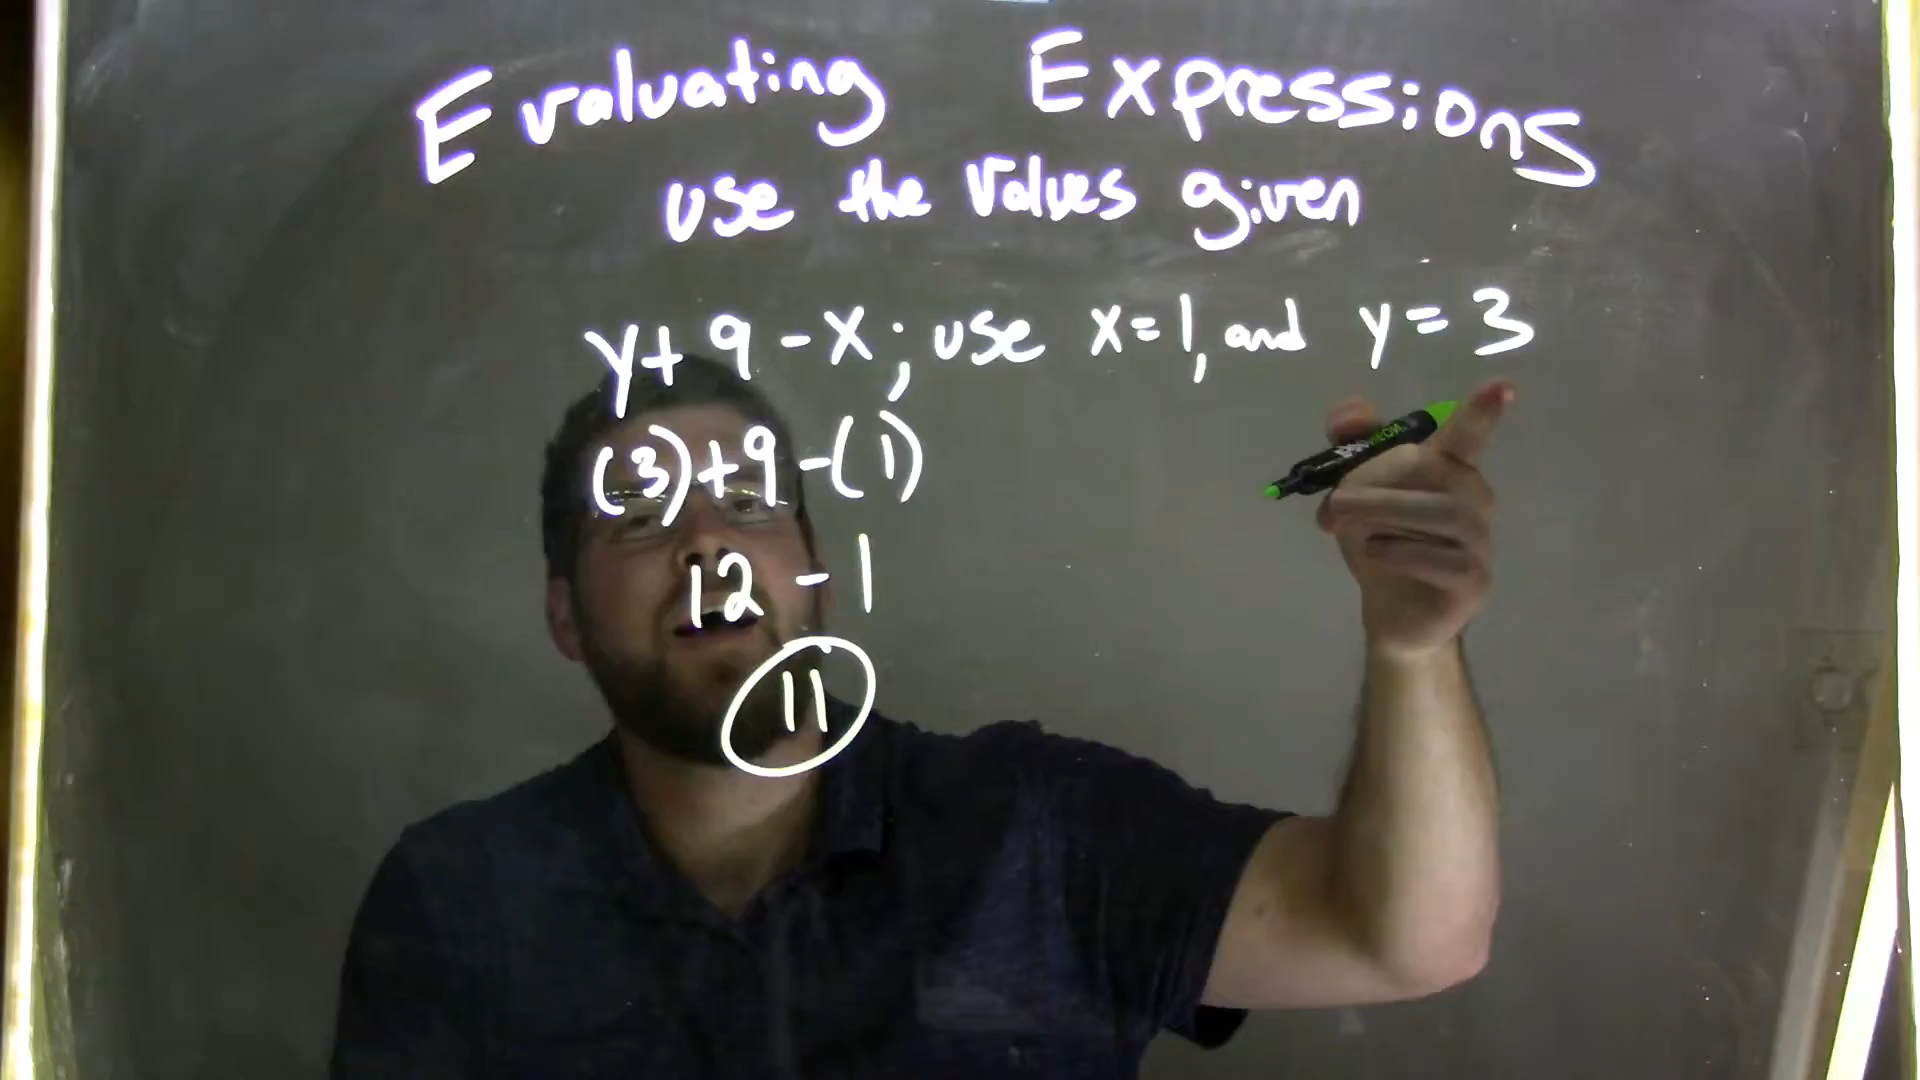 Evaluating Expressions
use the values given
y+9-x; use x=1, and y=3
(3)+9-(1)
12-1
11